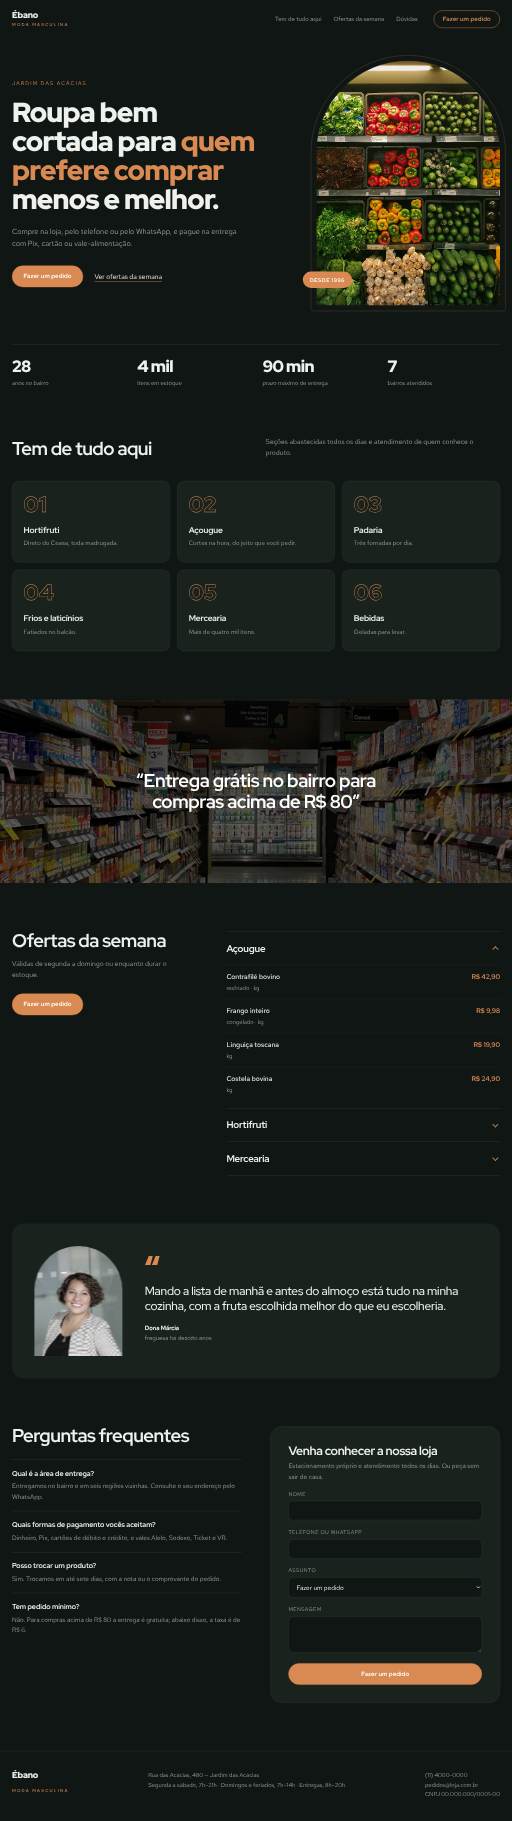 Ébano
MODA MASCULINA
Tem de tudo aqui
Ofertas da semana
Dúvidas
Fazer um pedido
JARDIM DAS ACÁCIAS
Roupa bem
cortada para quem
prefere comprar
menos e melhor.
Compre na loja, pelo telefone ou pelo WhatsApp, e pague na entrega
com Pix, cartão ou vale-alimentação.
Fazer um pedido
Ver ofertas da semana
DESDE 1996
28
anos no bairro
4 mil
itens em estoque
90 min
prazo máximo de entrega
7
bairros atendidos
Tem de tudo aqui
Seções abastecidas todos os dias e atendimento de quem conhece o
produto.
01
Hortifruti
Direto do Ceasa, toda madrugada.
02
Açougue
Cortes na hora, do jeito que você pedir.
03
Padaria
Três fornadas por dia.
04
Frios e laticínios
Fatiados no balcão.
05
Mercearia
Mais de quatro mil itens.
06
Bebidas
Geladas para levar.
“Entrega grátis no bairro para
compras acima de R$ 80”
Ofertas da semana
Válidas de segunda a domingo ou enquanto durar o
estoque.
Fazer um pedido
Açougue
Contrafilé bovino
R$ 42,90
resfriado · kg
Frango inteiro
R$ 9,98
congelado · kg
Linguiça toscana
R$ 19,90
kg
Costela bovina
R$ 24,90
kg
Hortifruti
Mercearia
“
Mando a lista de manhã e antes do almoço está tudo na minha
cozinha, com a fruta escolhida melhor do que eu escolheria.
Dona Márcia
freguesa há dezoito anos
Perguntas frequentes
Qual é a área de entrega?
Entregamos no bairro e em seis regiões vizinhas. Consulte o seu endereço pelo
WhatsApp.
Quais formas de pagamento vocês aceitam?
Dinheiro, Pix, cartões de débito e crédito, e vales Alelo, Sodexo, Ticket e VR.
Posso trocar um produto?
Sim. Trocamos em até sete dias, com a nota ou o comprovante do pedido.
Tem pedido mínimo?
Não. Para compras acima de R$ 80 a entrega é gratuita; abaixo disso, a taxa é de
R$ 6.
Venha conhecer a nossa loja
Estacionamento próprio e atendimento todos os dias. Ou peça sem
sair de casa.
NOME
TELEFONE OU WHATSAPP
ASSUNTO
Fazer um pedido
MENSAGEM
Fazer um pedido
Ébano
MODA MASCULINA
Rua das Acácias, 480 — Jardim das Acácias
Segunda a sábado, 7h–21h · Domingos e feriados, 7h–14h · Entregas, 8h–20h
(11) 4000-0000
pedidos@loja.com.br
CNPJ 00.000.000/0001-00